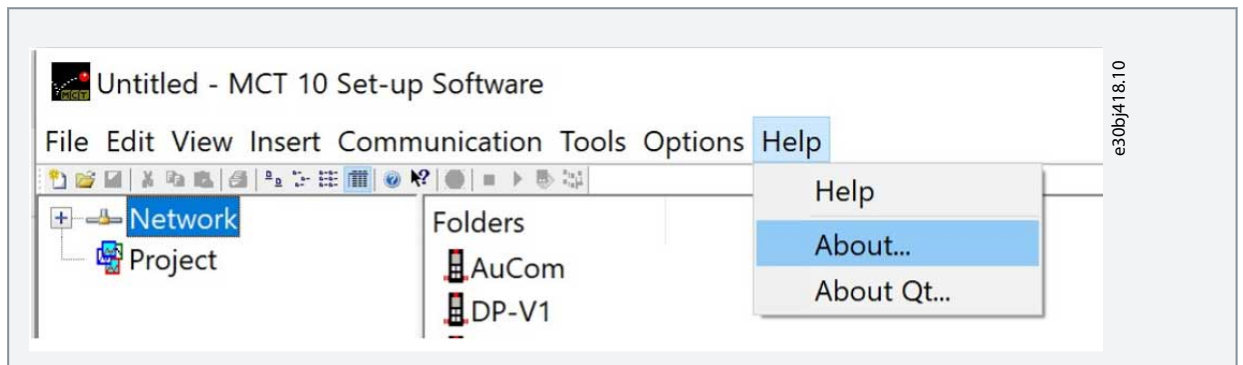 Untitled - MCT 10 Set-up Software
File Edit View Insert Communication Tools Options Help
Help
About...
About Qt...
Network
Project
Folders
AuCom
DP-V1
e30bj418.10